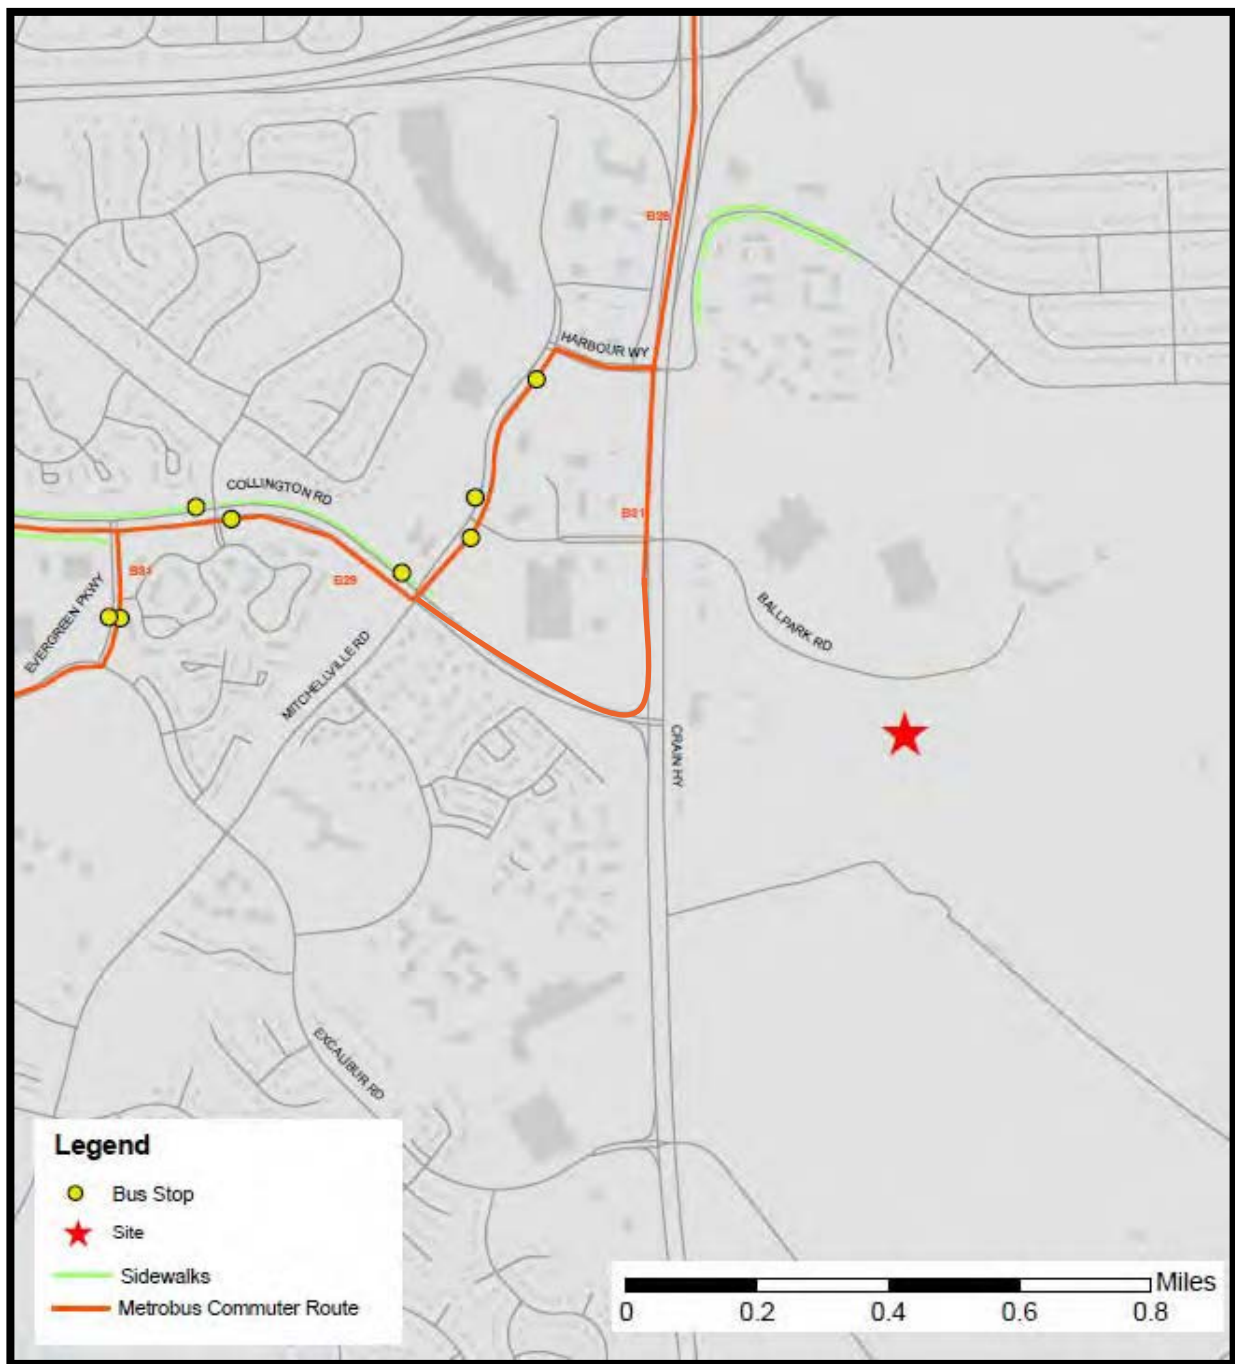 B28
HARBOUR WY
COLLINGTON RD
B31
B31
B29
EVERGREEN PKWY
BALLPARK RD
MITCHELLVILLE RD
CRAIN HY
EXCALIBUR RD
Legend
Bus Stop
Site
Sidewalks
Metrobus Commuter Route
Miles
0 0.2 0.4 0.6 0.8